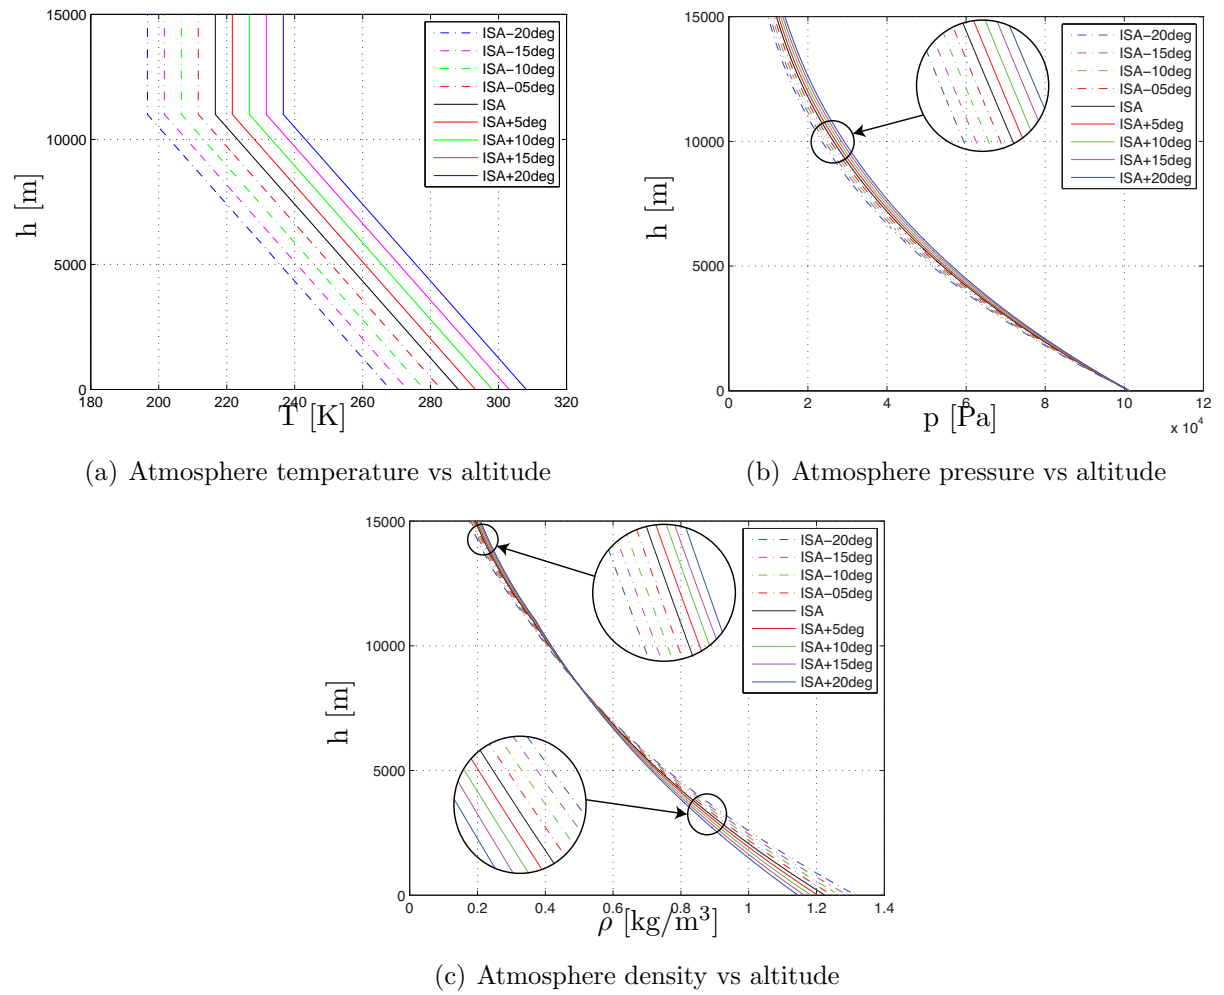 15000
10000
5000
0
h [m]
180
200
220
240
260
280
300
320
T [K]
ISA−20deg
ISA−15deg
ISA−10deg
ISA−05deg
ISA
ISA+5deg
ISA+10deg
ISA+15deg
ISA+20deg
(a) Atmosphere temperature vs altitude
15000
10000
5000
0
h [m]
0
2
4
6
8
10
12
x 10⁴
p [Pa]
ISA−20deg
ISA−15deg
ISA−10deg
ISA−05deg
ISA
ISA+5deg
ISA+10deg
ISA+15deg
ISA+20deg
(b) Atmosphere pressure vs altitude
15000
10000
5000
0
h [m]
0
0.2
0.4
0.6
0.8
1
1.2
1.4
ρ [kg/m³]
ISA−20deg
ISA−15deg
ISA−10deg
ISA−05deg
ISA
ISA+5deg
ISA+10deg
ISA+15deg
ISA+20deg
(c) Atmosphere density vs altitude